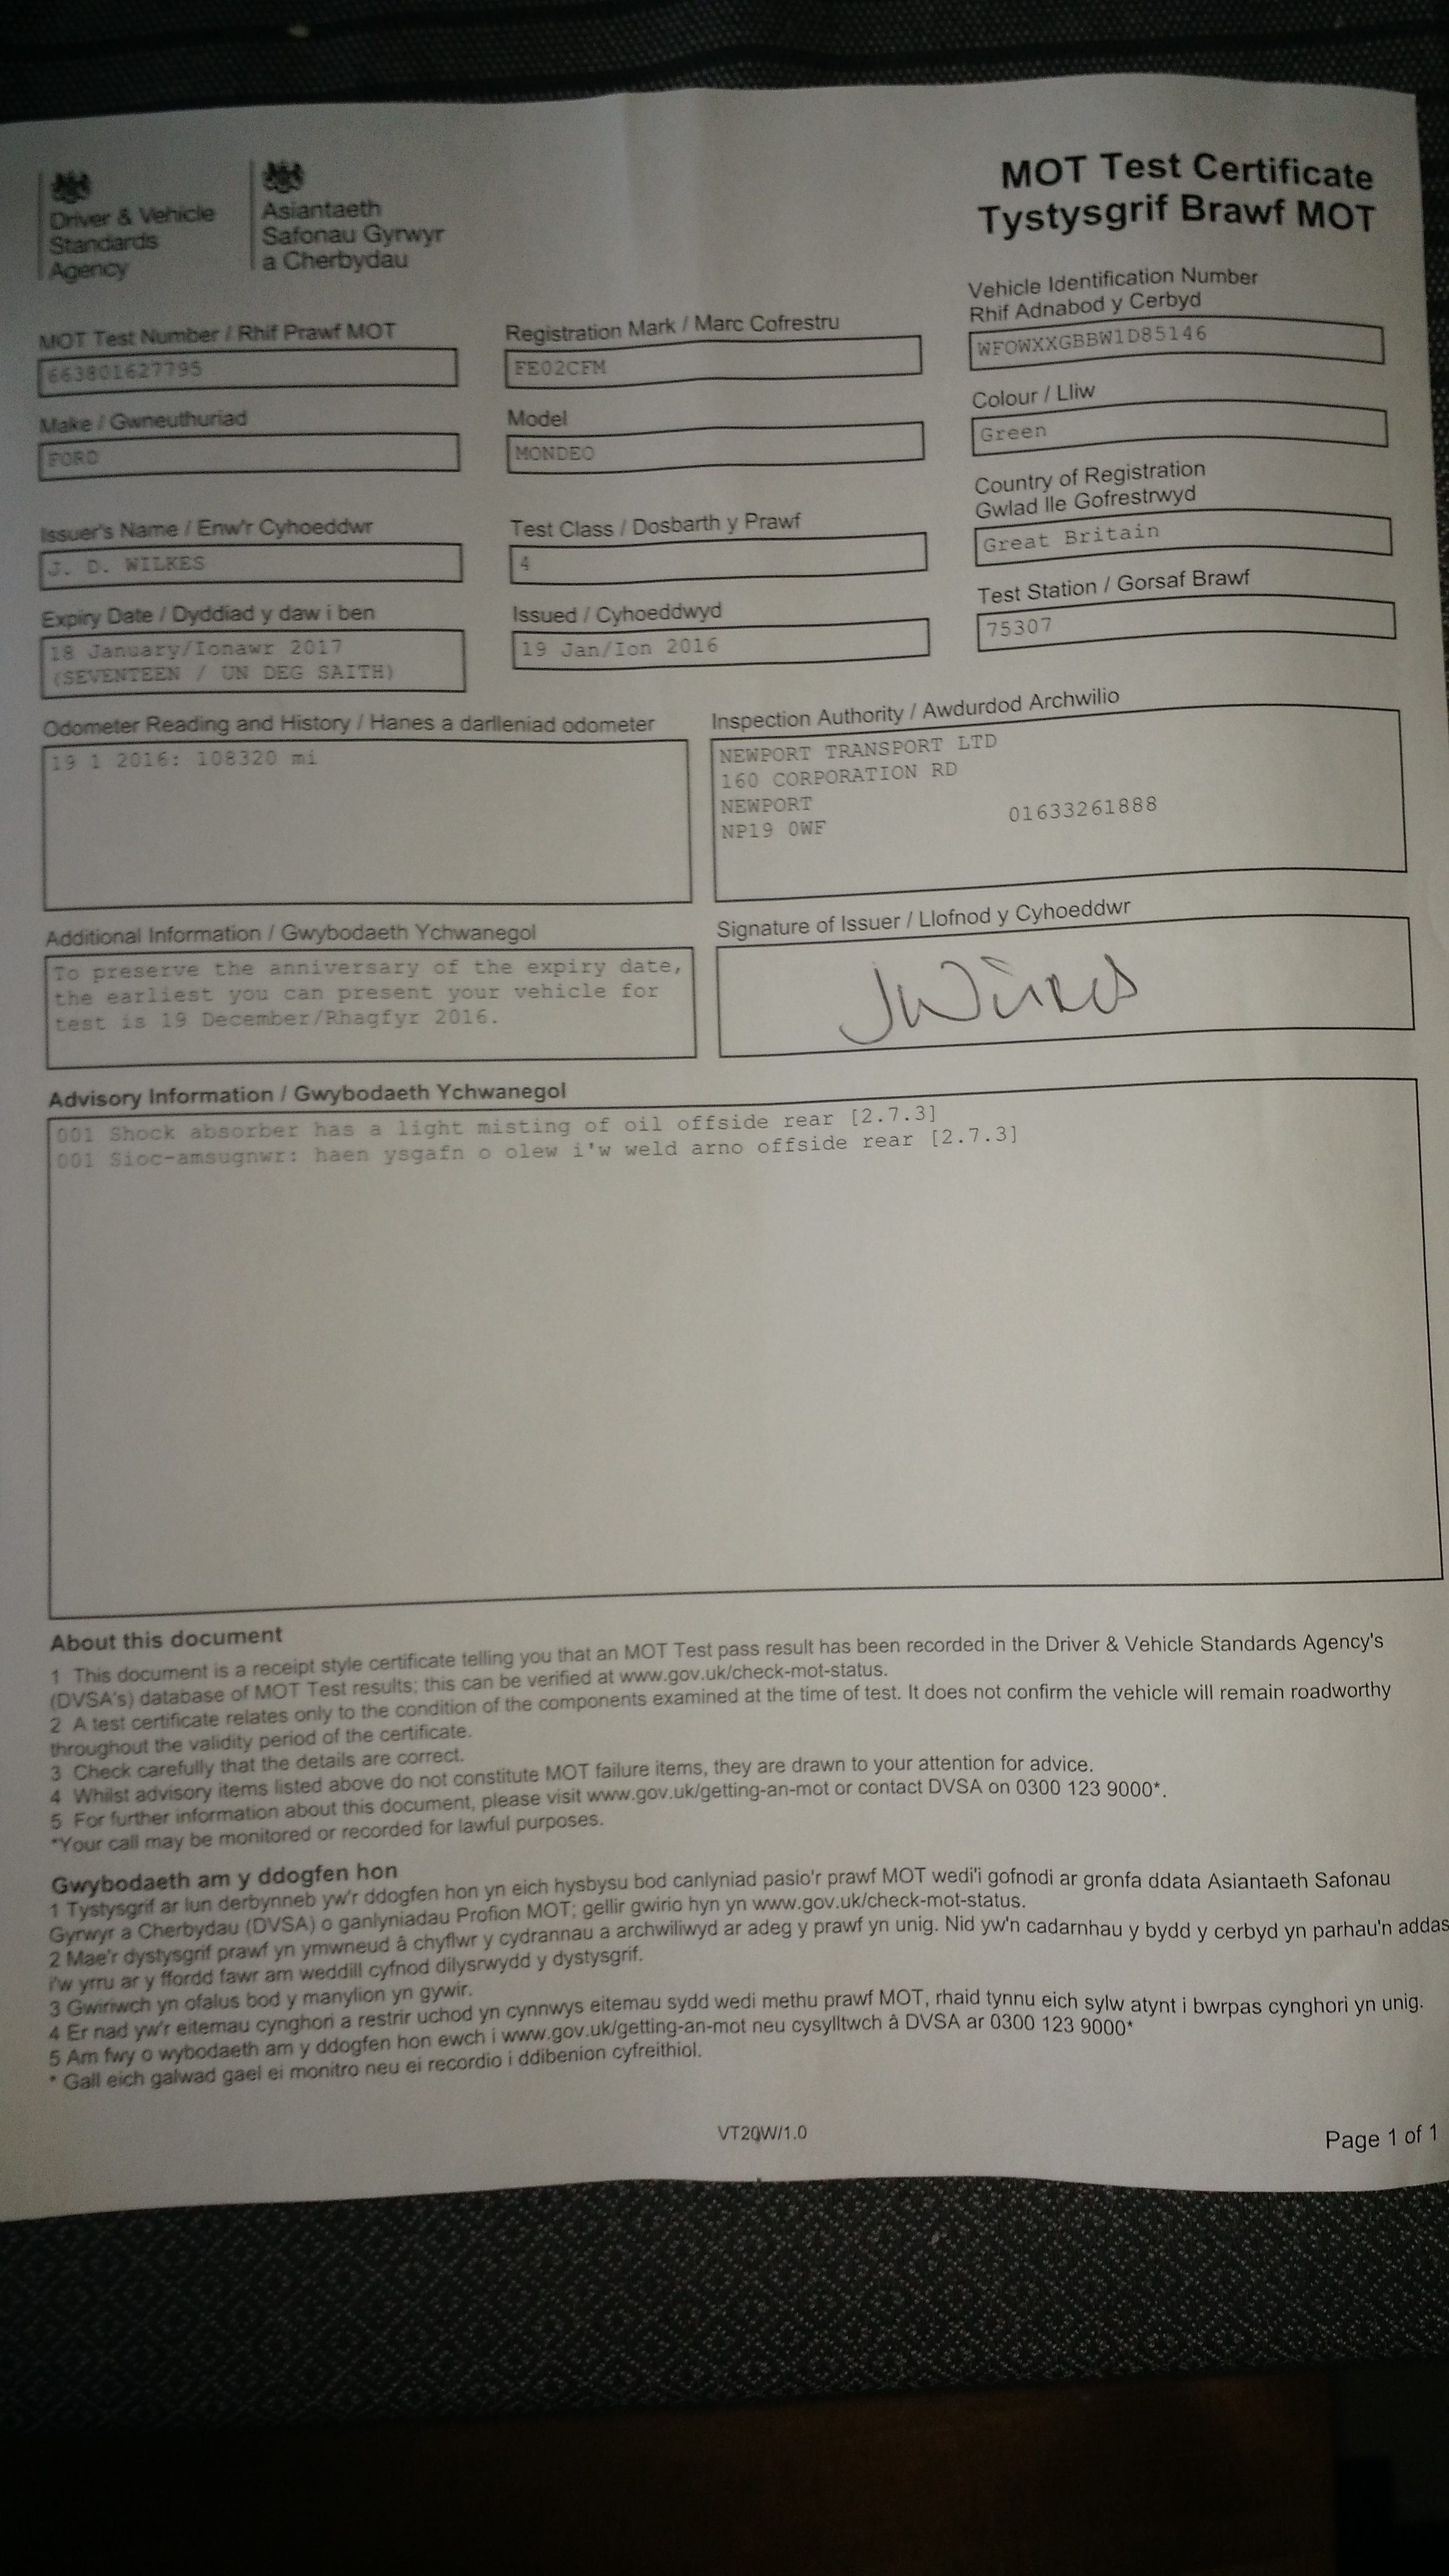 Driver & Vehicle
Standards
Agency
Asiantaeth
Safonau Gyrwyr
a Cherbydau
MOT Test Certificate
Tystysgrif Brawf MOT
MOT Test Number / Rhif Prawf MOT
663801627795
Registration Mark / Marc Cofrestru
FE02CFM
Vehicle Identification Number
Rhif Adnabod y Cerbyd
WFOWXXGBBW1D85146
Make / Gwneuthuriad
FORD
Model
MONDEO
Colour / Lliw
Green
Country of Registration
Gwlad lle Gofrestrwyd
Great Britain
Issuer's Name / Enw'r Cyhoeddwr
J. D. WILKES
Test Class / Dosbarth y Prawf
4
Test Station / Gorsaf Brawf
75307
Expiry Date / Dyddiad y daw i ben
18 January/Ionawr 2017
(SEVENTEEN / UN DEG SAITH)
Issued / Cyhoeddwyd
19 Jan/Ion 2016
Odometer Reading and History / Hanes a darlleniad odometer
19 1 2016: 108320 mi
Inspection Authority / Awdurdod Archwilio
NEWPORT TRANSPORT LTD
160 CORPORATION RD
NEWPORT
NP19 0WF 01633261888
Additional Information / Gwybodaeth Ychwanegol
To preserve the anniversary of the expiry date,
the earliest you can present your vehicle for
test is 19 December/Rhagfyr 2016.
Signature of Issuer / Llofnod y Cyhoeddwr
JWilkes
Advisory Information / Gwybodaeth Ychwanegol
001 Shock absorber has a light misting of oil offside rear [2.7.3]
001 Sioc-amsugnwr: haen ysgafn o olew i'w weld arno offside rear [2.7.3]
About this document
1 This document is a receipt style certificate telling you that an MOT Test pass result has been recorded in the Driver & Vehicle Standards Agency's
(DVSA's) database of MOT Test results; this can be verified at www.gov.uk/check-mot-status.
2 A test certificate relates only to the condition of the components examined at the time of test. It does not confirm the vehicle will remain roadworthy
throughout the validity period of the certificate.
3 Check carefully that the details are correct.
4 Whilst advisory items listed above do not constitute MOT failure items, they are drawn to your attention for advice.
5 For further information about this document, please visit www.gov.uk/getting-an-mot or contact DVSA on 0300 123 9000*.
*Your call may be monitored or recorded for lawful purposes.
Gwybodaeth am y ddogfen hon
1 Tystysgrif ar lun derbynneb yw'r ddogfen hon yn eich hysbysu bod canlyniad pasio'r prawf MOT wedi'i gofnodi ar gronfa ddata Asiantaeth Safonau
Gyrwyr a Cherbydau (DVSA) o ganlyniadau Profion MOT; gellir gwirio hyn yn www.gov.uk/check-mot-status.
2 Mae'r dystysgrif prawf yn ymwneud â chyflwr y cydrannau a archwiliwyd ar adeg y prawf yn unig. Nid yw'n cadarnhau y bydd y cerbyd yn parhau'n addas
i'w yrru ar y ffordd fawr am weddill cyfnod dilysrwydd y dystysgrif.
3 Gwiriwch yn ofalus bod y manylion yn gywir.
4 Er nad yw'r eitemau cynghori a restrir uchod yn cynnwys eitemau sydd wedi methu prawf MOT, rhaid tynnu eich sylw atynt i bwrpas cynghori yn unig.
5 Am fwy o wybodaeth am y ddogfen hon ewch i www.gov.uk/getting-an-mot neu cysylltwch â DVSA ar 0300 123 9000*
* Gall eich galwad gael ei monitro neu ei recordio i ddibenion cyfreithiol.
VT20W/1.0
Page 1 of 1